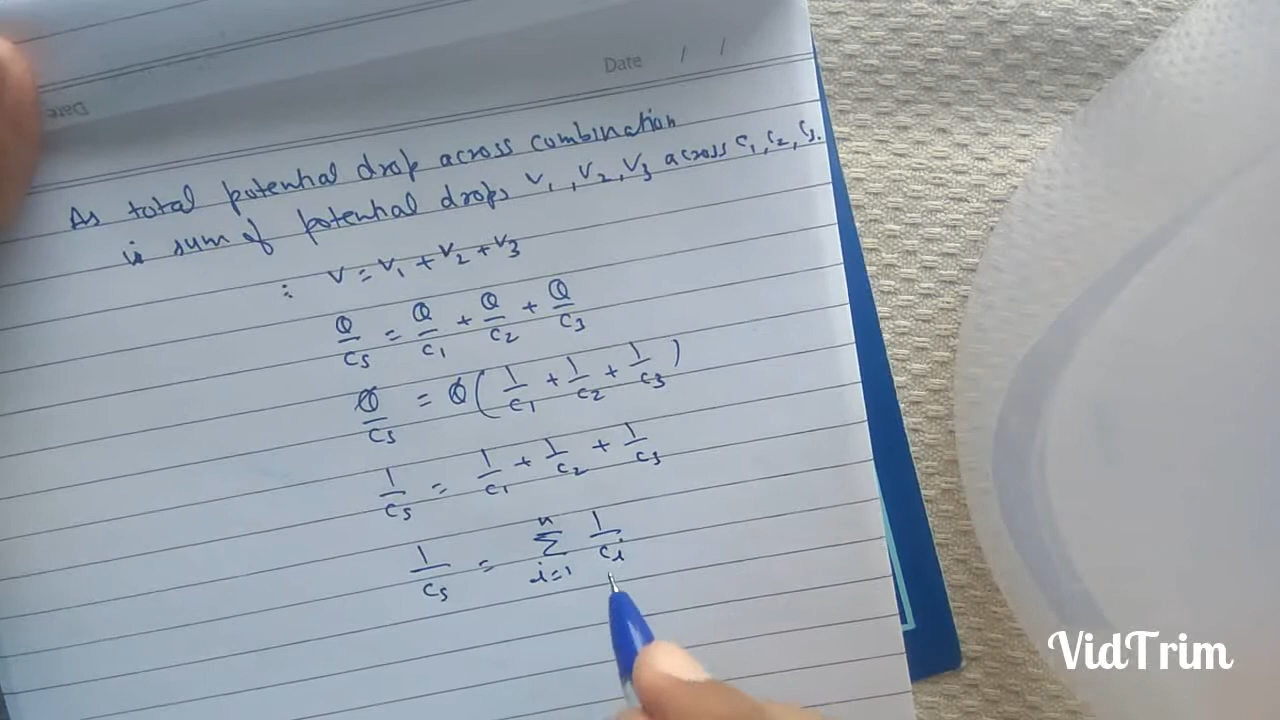 Date / /
Date
As total potential drop across combination
is sum of potential drops V₁, V₂, V₃ across C₁, C₂, C₃.
∴ V = V₁ + V₂ + V₃
Q/Cs = Q/C₁ + Q/C₂ + Q/C₃
Q/Cs = Q(1/C₁ + 1/C₂ + 1/C₃)
1/Cs = 1/C₁ + 1/C₂ + 1/C₃
1/Cs = Σ_{i=1}^{n} 1/Ci
VidTrim